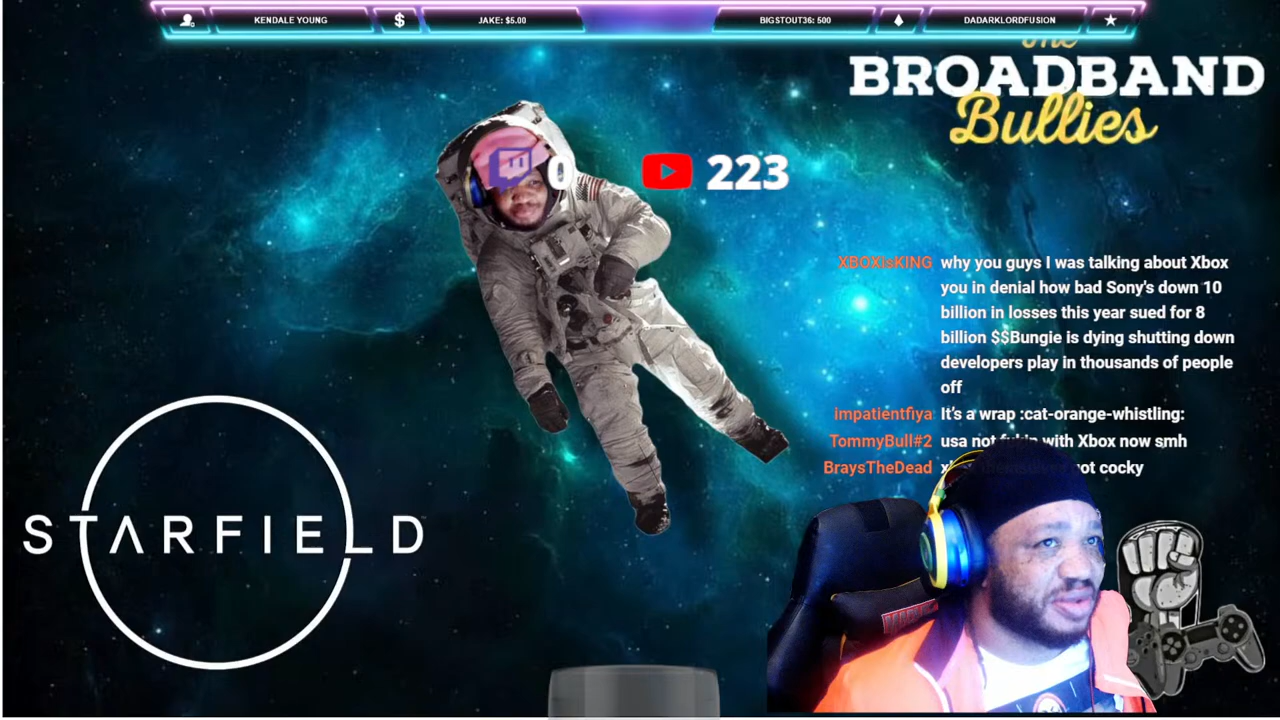 KENDALE YOUNG
$
JAKE: $5.00
BIGSTOUT36: 500
DADARKLORDFUSION
The
BROADBAND
Bullies
0
223
XBOXIsKING why you guys I was talking about Xbox
you in denial how bad Sony's down 10
billion in losses this year sued for 8
billion $$Bungie is dying shutting down
developers play in thousands of people
off
impatientfiya It's a wrap :cat-orange-whistling:
TommyBull#2 usa not with Xbox now smh
BraysTheDead got cocky
STARFIELD